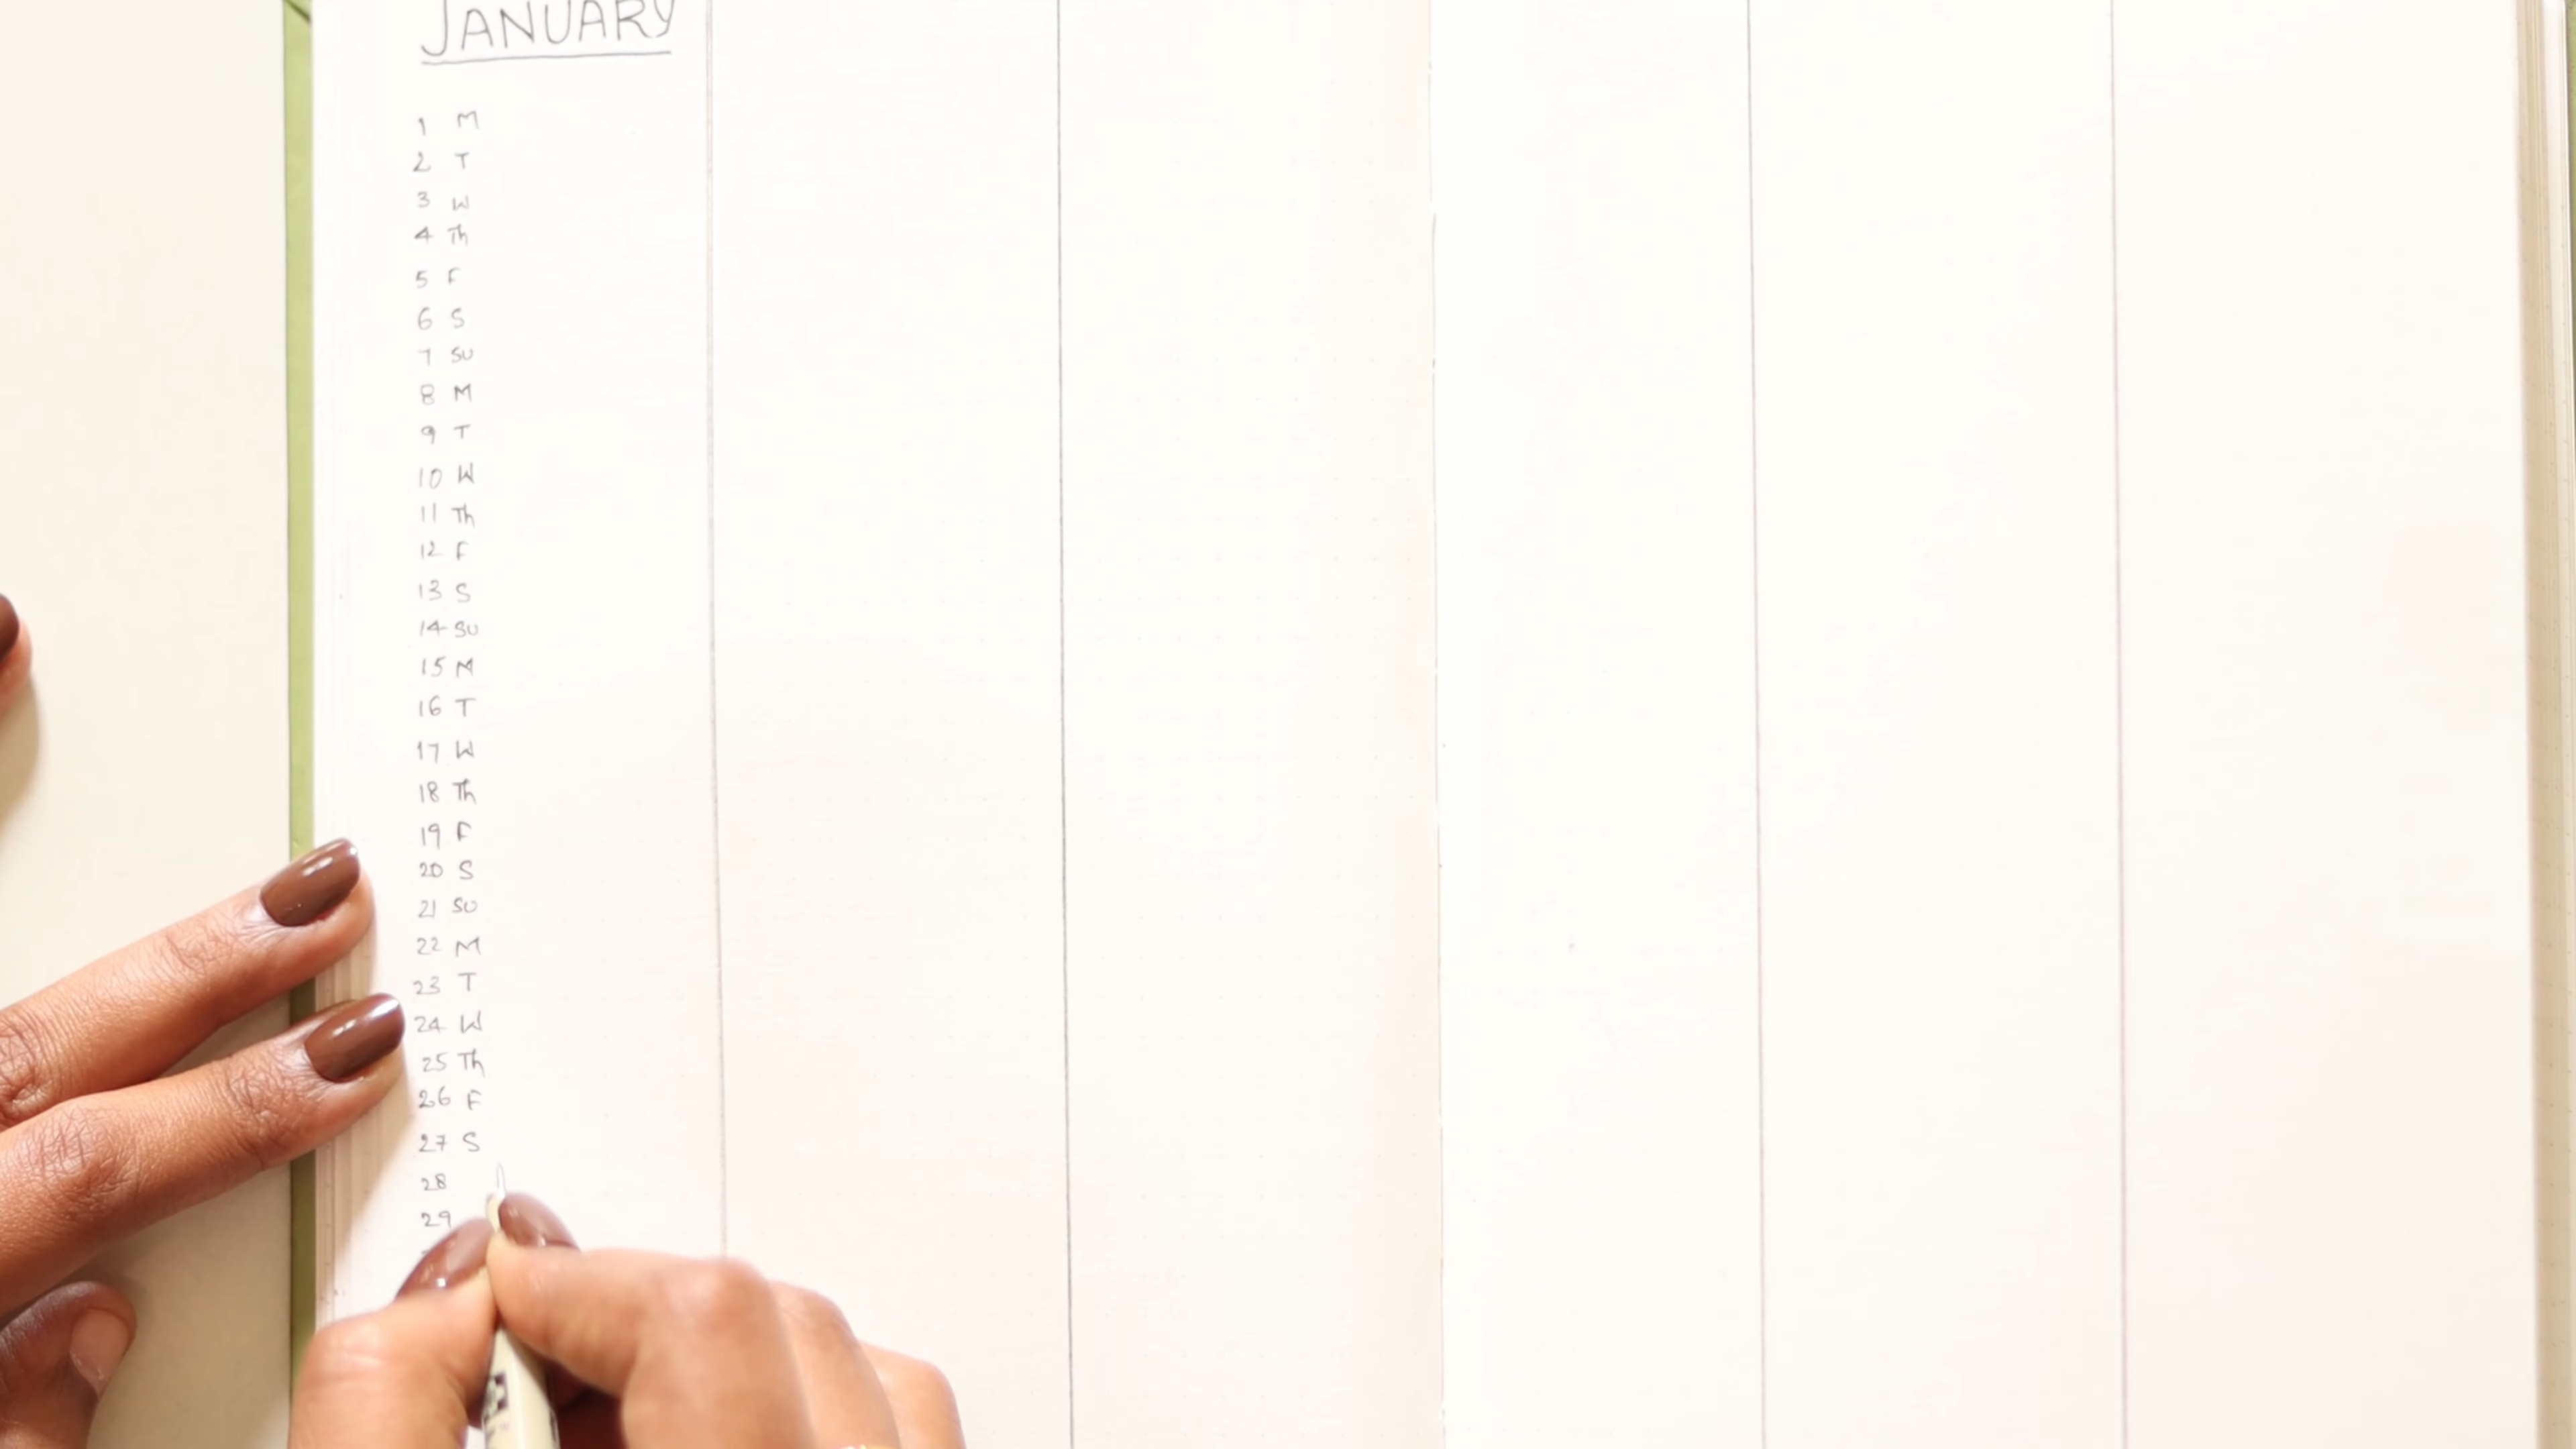 JANUARY
1 M
2 T
3 W
4 Th
5 F
6 S
7 SU
8 M
9 T
10 W
11 Th
12 F
13 S
14 SU
15 M
16 T
17 W
18 Th
19 F
20 S
21 SU
22 M
23 T
24 W
25 Th
26 F
27 S
28
29